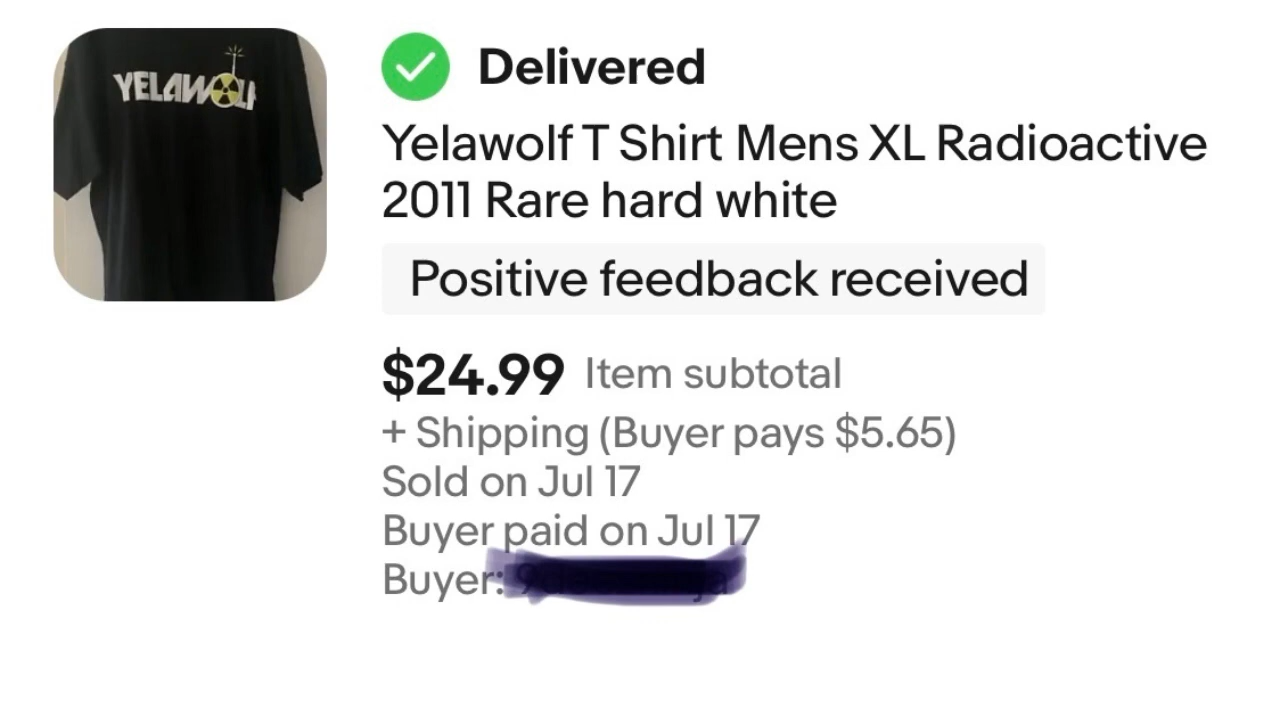 YELAWOLF
Delivered
Yelawolf T Shirt Mens XL Radioactive
2011 Rare hard white
Positive feedback received
$24.99 Item subtotal
+ Shipping (Buyer pays $5.65)
Sold on Jul 17
Buyer paid on Jul 17
Buyer: